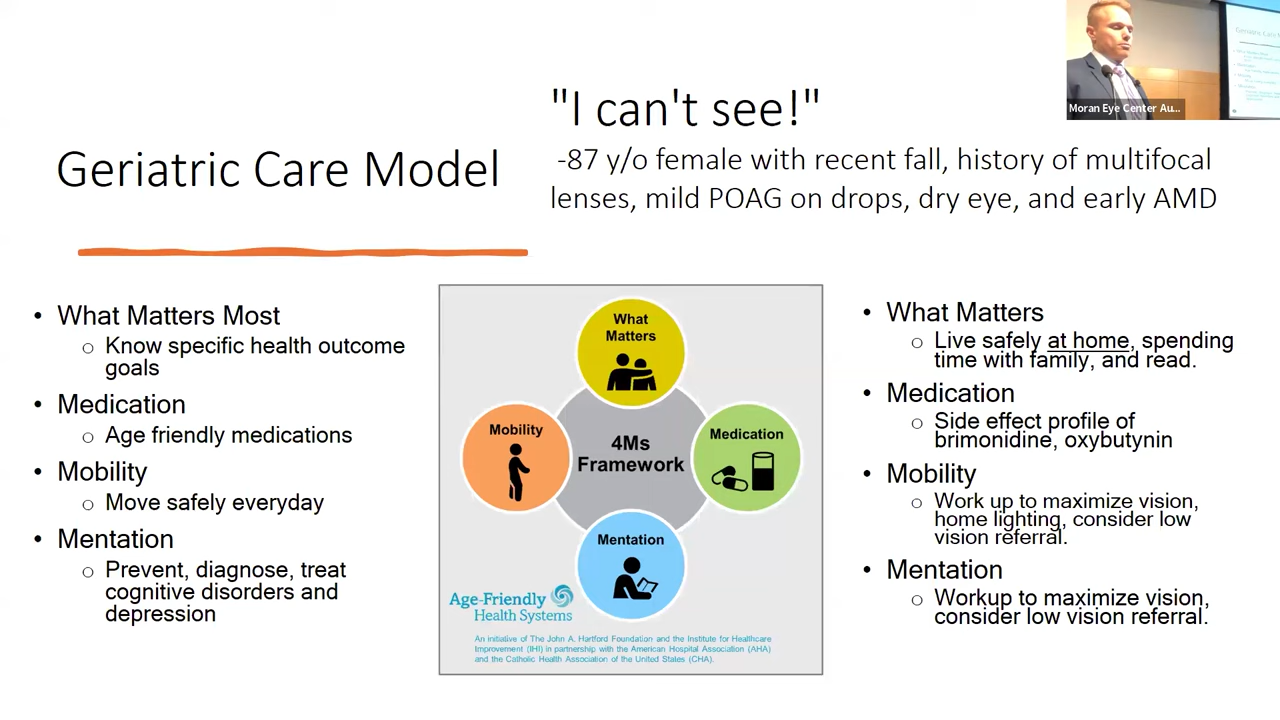 Geriatric Care Model
"I can't see!"
-87 y/o female with recent fall, history of multifocal
lenses, mild POAG on drops, dry eye, and early AMD
Moran Eye Center Au...
• What Matters Most
○ Know specific health outcome
goals
• Medication
○ Age friendly medications
• Mobility
○ Move safely everyday
• Mentation
○ Prevent, diagnose, treat
cognitive disorders and
depression
What
Matters
Mobility
4Ms
Framework
Medication
Mentation
Age-Friendly
Health Systems
An initiative of The John A. Hartford Foundation and the Institute for Healthcare
Improvement (IHI) in partnership with the American Hospital Association (AHA)
and the Catholic Health Association of the United States (CHA).
• What Matters
○ Live safely at home, spending
time with family, and read.
• Medication
○ Side effect profile of
brimonidine, oxybutynin
• Mobility
○ Work up to maximize vision,
home lighting, consider low
vision referral.
• Mentation
○ Workup to maximize vision,
consider low vision referral.